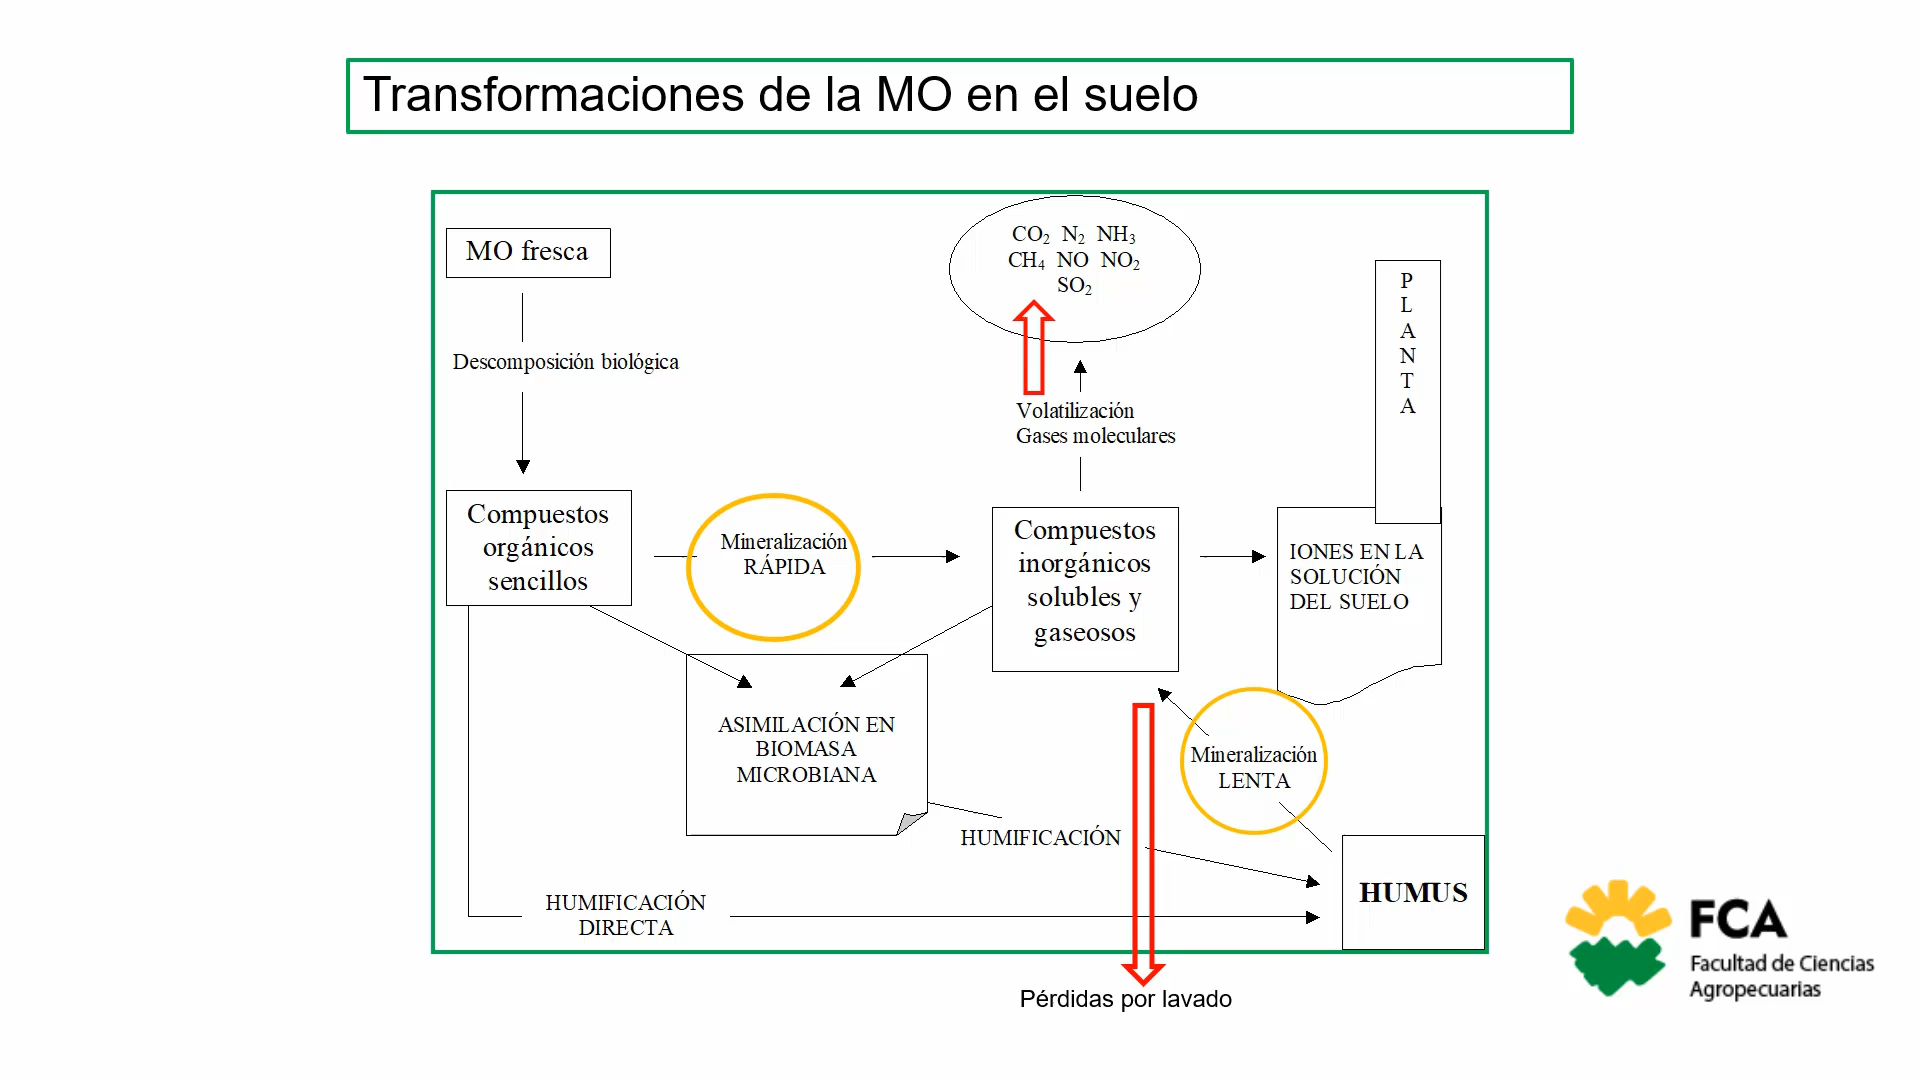 Transformaciones de la MO en el suelo
MO fresca
CO₂ N₂ NH₃
CH₄ NO NO₂
SO₂
P
L
A
N
T
A
Descomposición biológica
Volatilización
Gases moleculares
Compuestos
orgánicos
sencillos
Mineralización
RÁPIDA
Compuestos
inorgánicos
solubles y
gaseosos
IONES EN LA
SOLUCIÓN
DEL SUELO
ASIMILACIÓN EN
BIOMASA
MICROBIANA
Mineralización
LENTA
HUMIFICACIÓN
HUMIFICACIÓN
DIRECTA
HUMUS
Pérdidas por lavado
FCA
Facultad de Ciencias
Agropecuarias